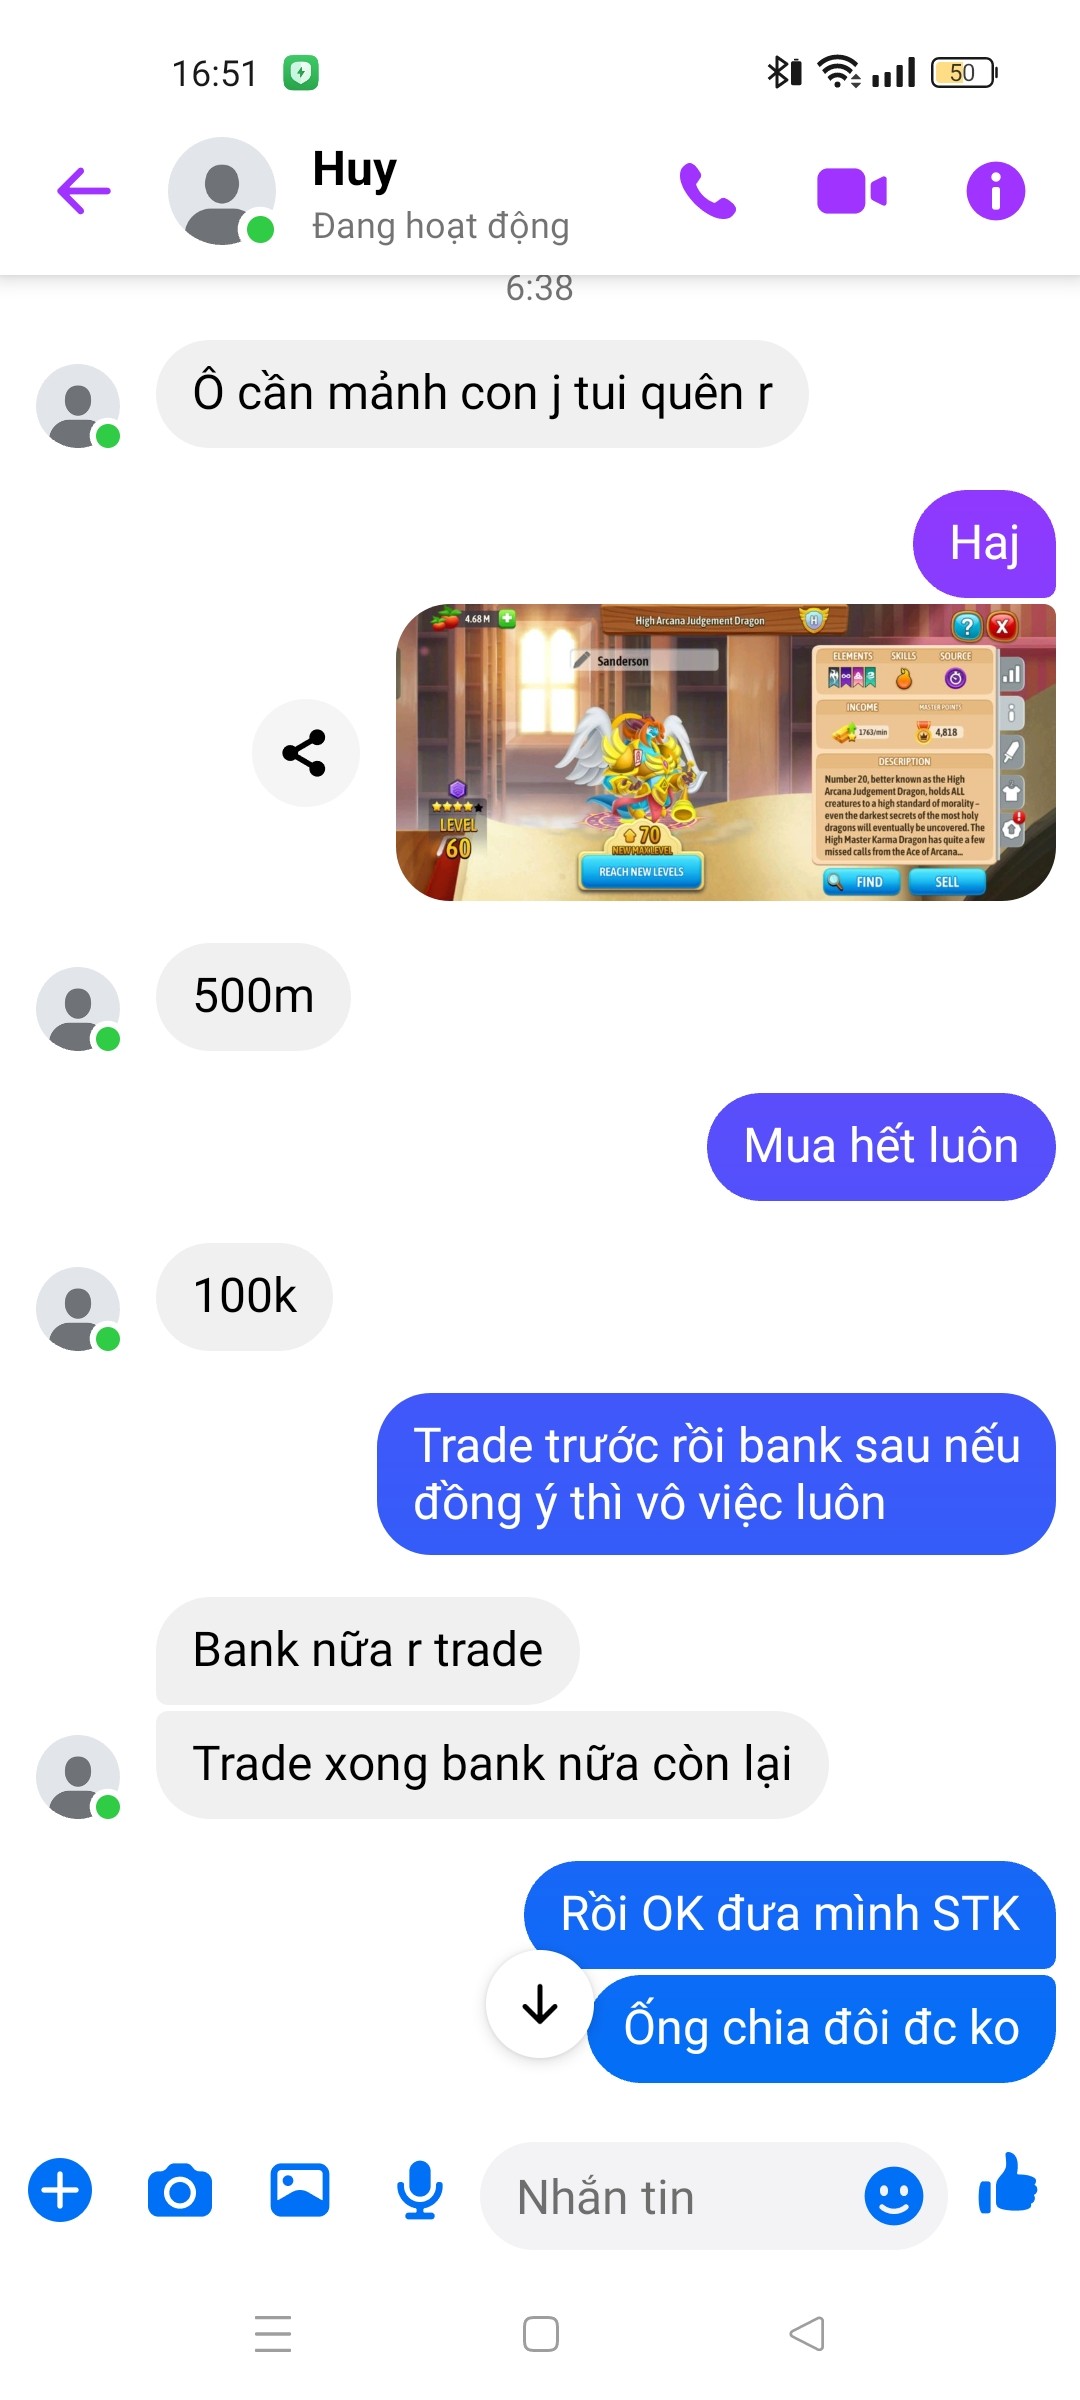 16:51
50
Huy
Đang hoạt động
6:38
Ô cần mảnh con j tui quên r
Haj
4.68 M
High Arcana Judgement Dragon
H
?
X
Sanderson
ELEMENTS SKILLS SOURCE
INCOME MASTER POINTS
1763/min 4,818
DESCRIPTION
Number 20, better known as the High
Arcana Judgement Dragon, holds ALL
creatures to a high standard of morality –
even the darkest secrets of the most holy
dragons will eventually be uncovered. The
High Master Karma Dragon has quite a few
missed calls from the Ace of Arcana...
LEVEL
60
70
NEW MAX LEVEL
REACH NEW LEVELS
FIND
SELL
500m
Mua hết luôn
100k
Trade trước rồi bank sau nếu
đồng ý thì vô việc luôn
Bank nữa r trade
Trade xong bank nữa còn lại
Rồi OK đưa mình STK
Ống chia đôi đc ko
Nhắn tin